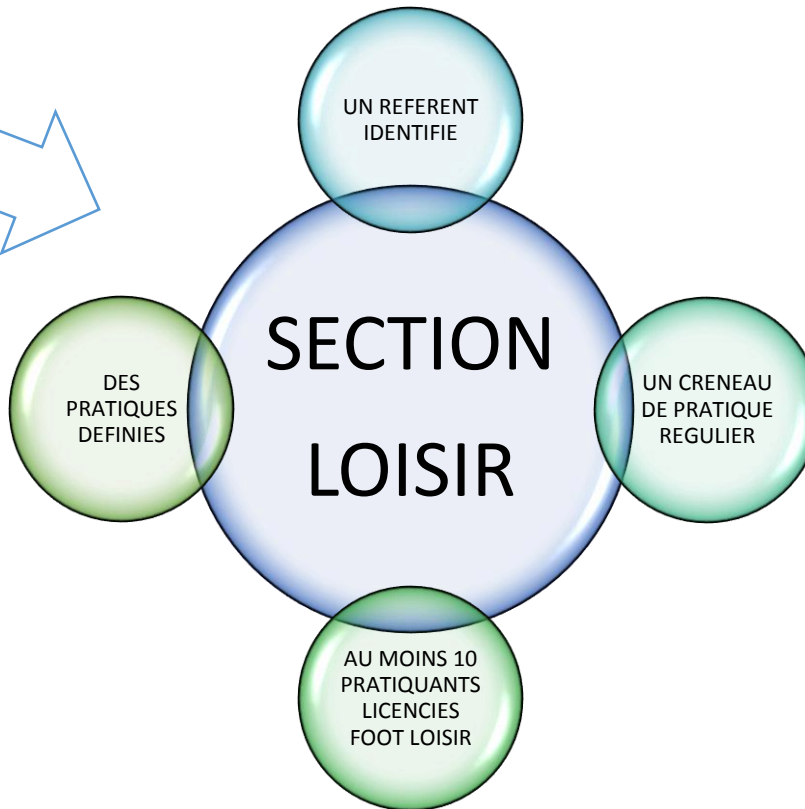 UN REFERENT
IDENTIFIE
SECTION
LOISIR
DES
PRATIQUES
DEFINIES
UN CRENEAU
DE PRATIQUE
REGULIER
AU MOINS 10
PRATIQUANTS
LICENCIES
FOOT LOISIR